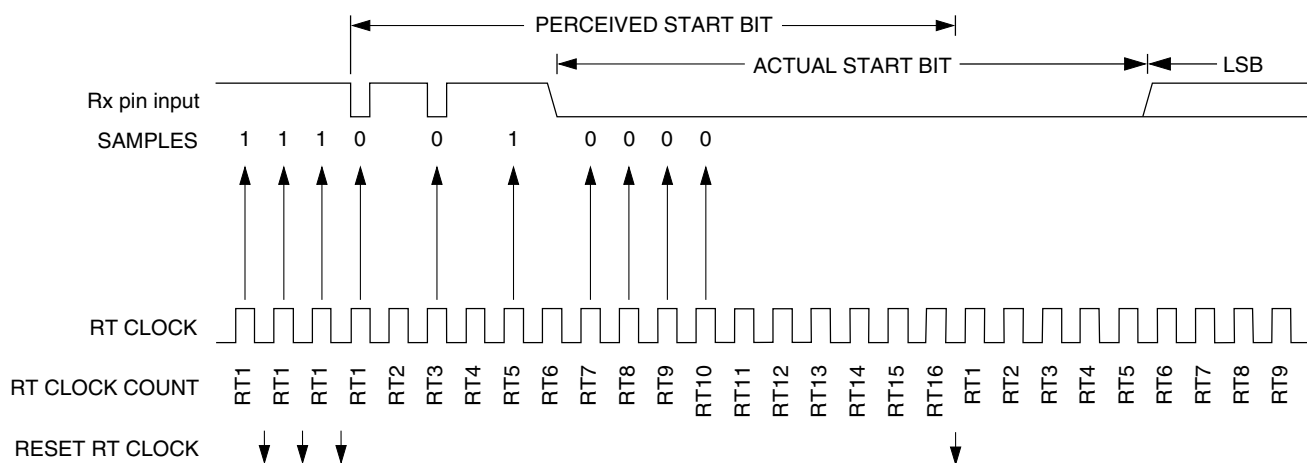 PERCEIVED START BIT
ACTUAL START BIT LSB
Rx pin input
SAMPLES 1 1 1 0 0 1 0 0 0 0
RT CLOCK
RT CLOCK COUNT RT1 RT1 RT1 RT1 RT2 RT3 RT4 RT5 RT6 RT7 RT8 RT9 RT10 RT11 RT12 RT13 RT14 RT15 RT16 RT1 RT2 RT3 RT4 RT5 RT6 RT7 RT8 RT9
RESET RT CLOCK